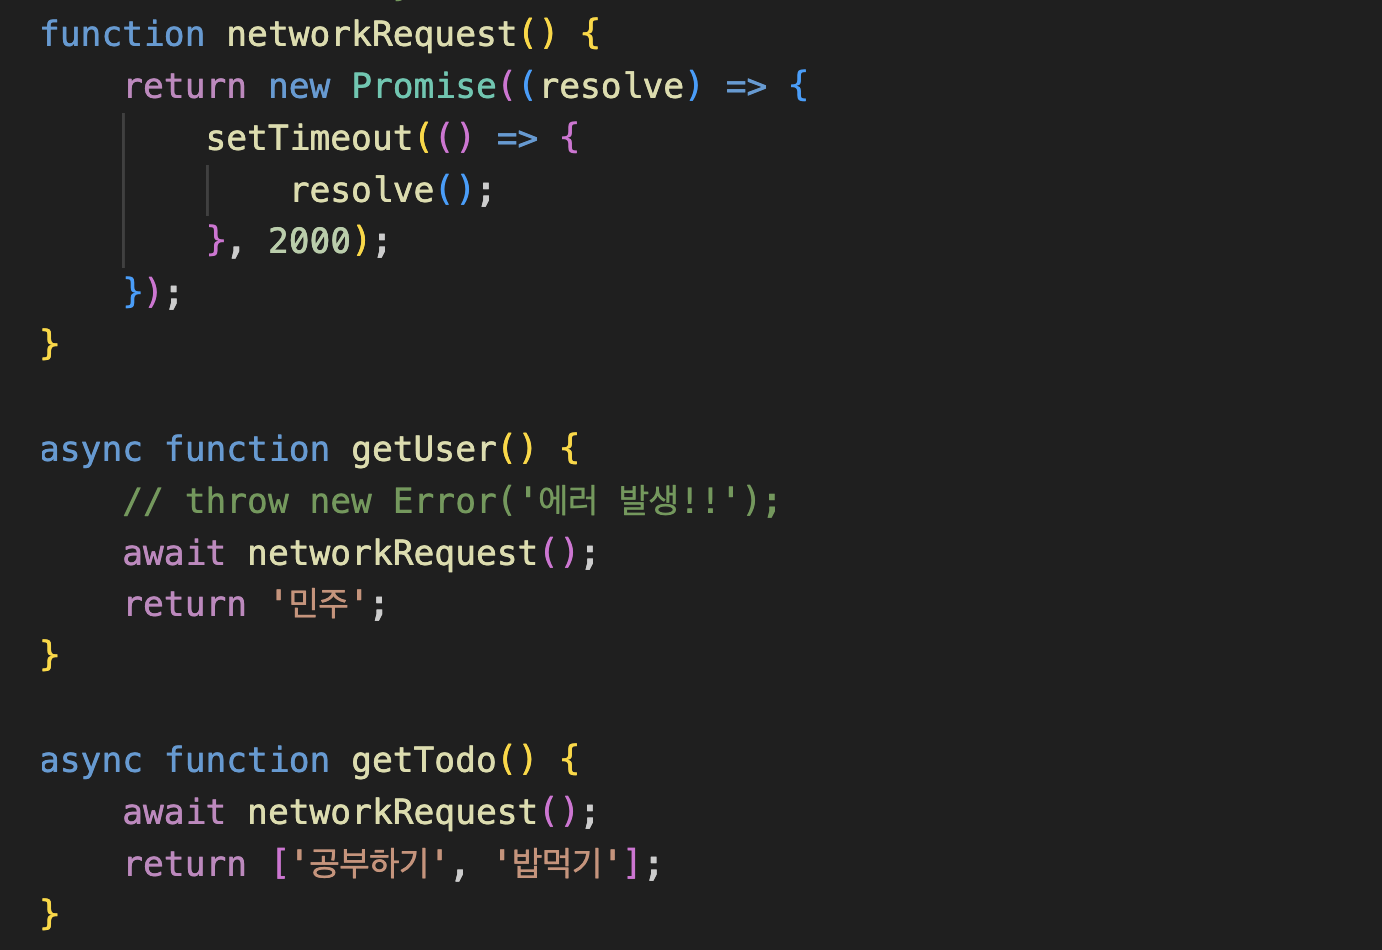 function networkRequest() {
    return new Promise((resolve) => {
        setTimeout(() => {
            resolve();
        }, 2000);
    });
}

async function getUser() {
    // throw new Error('에러 발생!!');
    await networkRequest();
    return '민주';
}

async function getTodo() {
    await networkRequest();
    return ['공부하기', '밥먹기'];
}